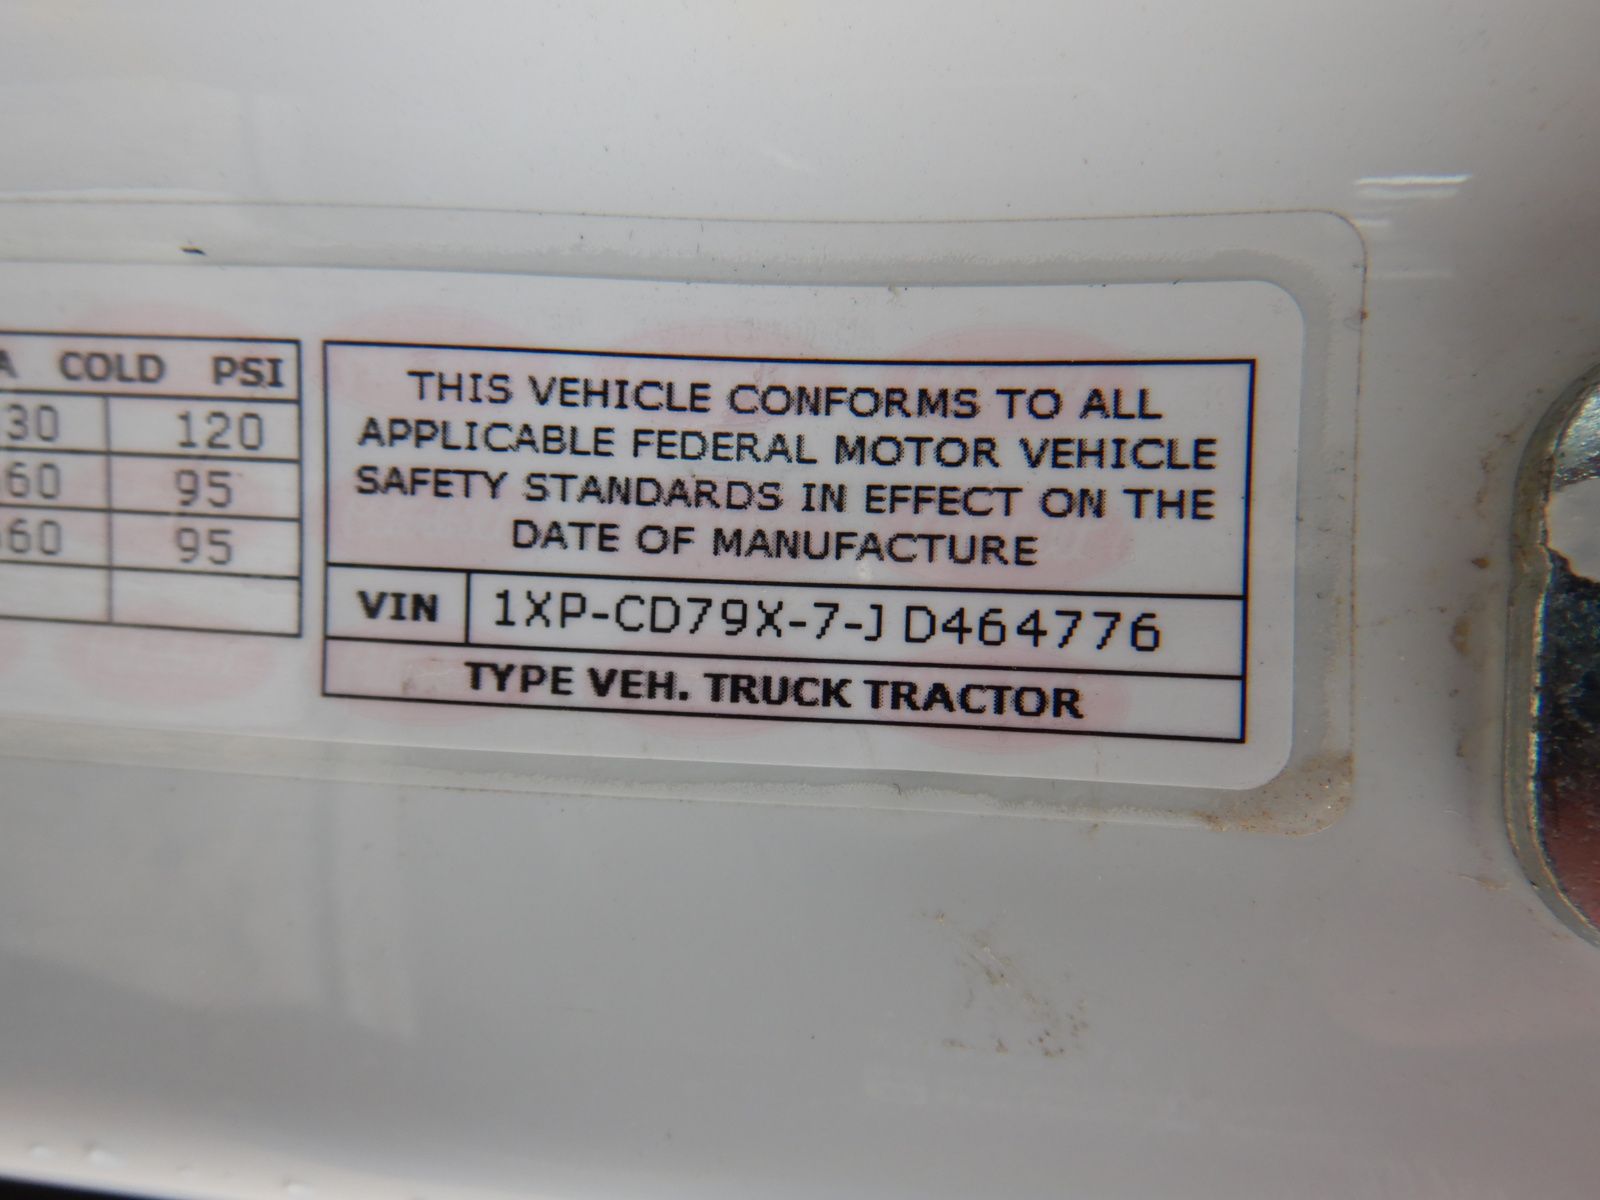 COLD PSI
30 120
60 95
60 95
THIS VEHICLE CONFORMS TO ALL
APPLICABLE FEDERAL MOTOR VEHICLE
SAFETY STANDARDS IN EFFECT ON THE
DATE OF MANUFACTURE
VIN 1XP-CD79X-7-JD464776
TYPE VEH. TRUCK TRACTOR